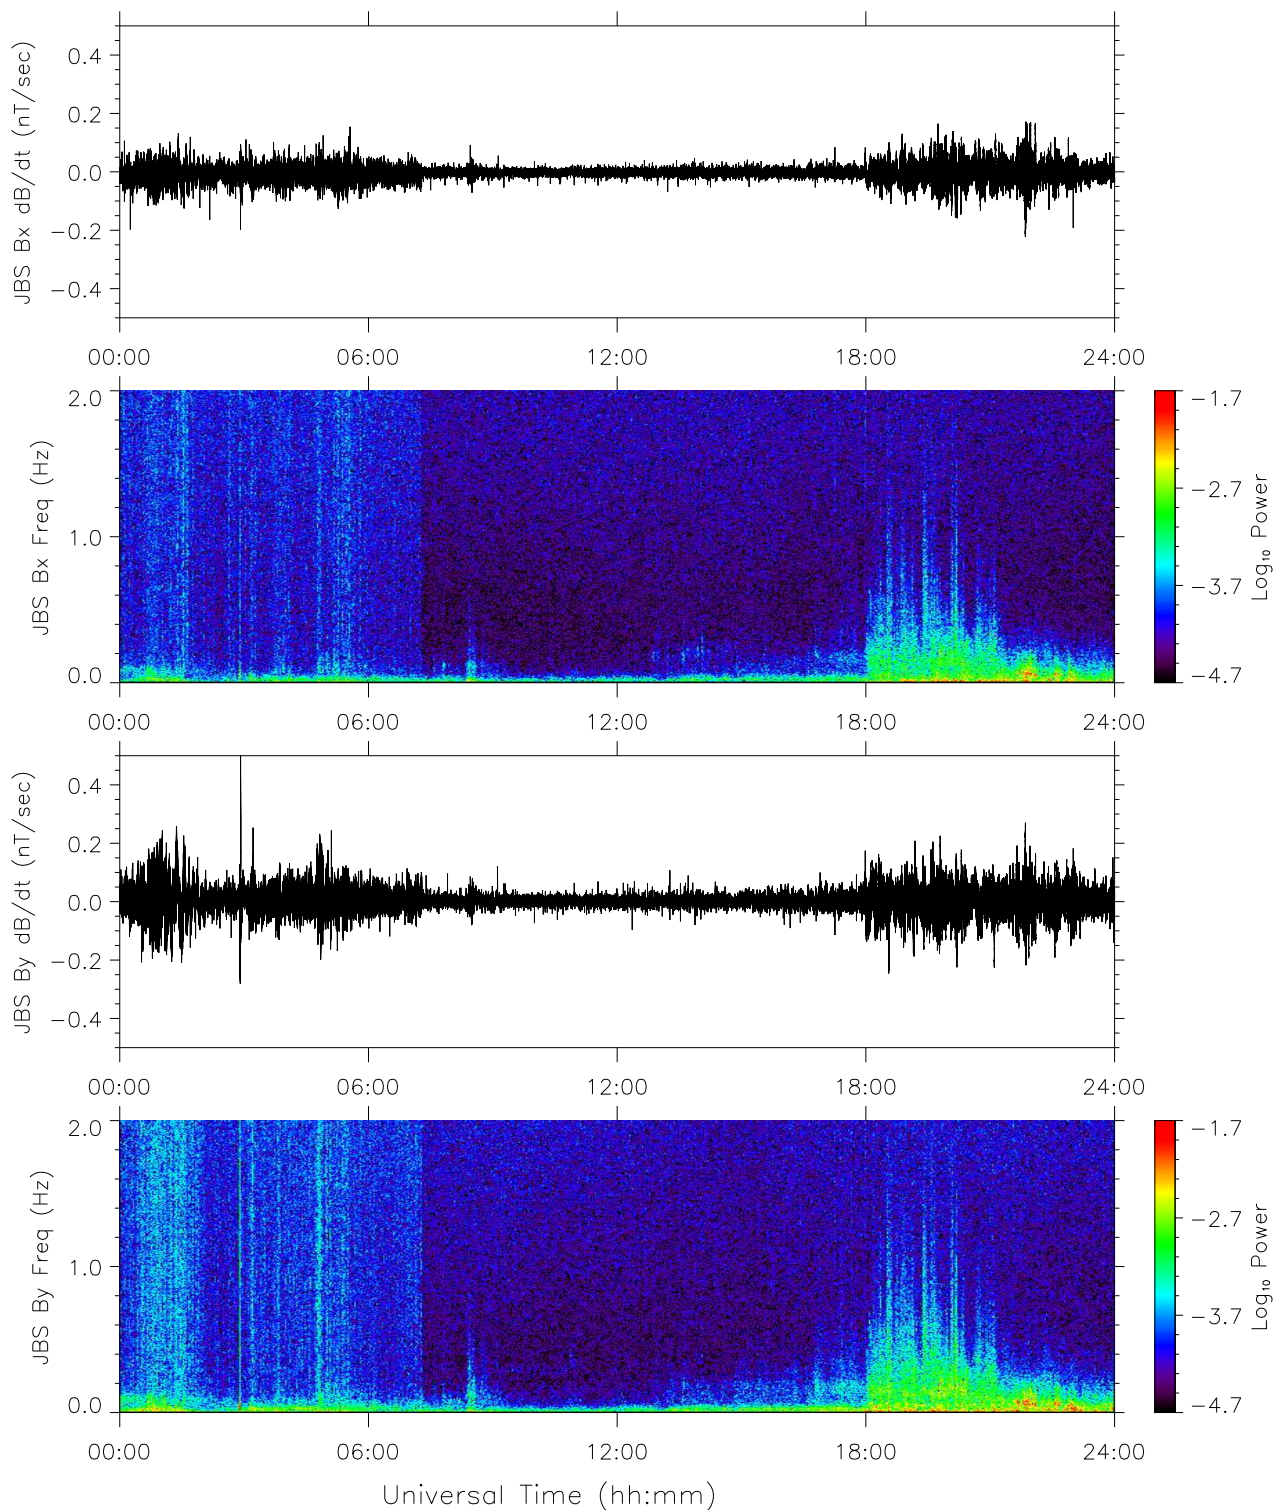 JBS Bx dB/dt (nT/sec)
0.4
0.2
0.0
−0.2
−0.4
00:00 06:00 12:00 18:00 24:00
JBS Bx Freq (Hz)
2.0
1.0
0.0
−1.7
−2.7
−3.7
−4.7
Log₁₀ Power
00:00 06:00 12:00 18:00 24:00
JBS By dB/dt (nT/sec)
0.4
0.2
0.0
−0.2
−0.4
00:00 06:00 12:00 18:00 24:00
JBS By Freq (Hz)
2.0
1.0
0.0
−1.7
−2.7
−3.7
−4.7
Log₁₀ Power
00:00 06:00 12:00 18:00 24:00
Universal Time (hh:mm)